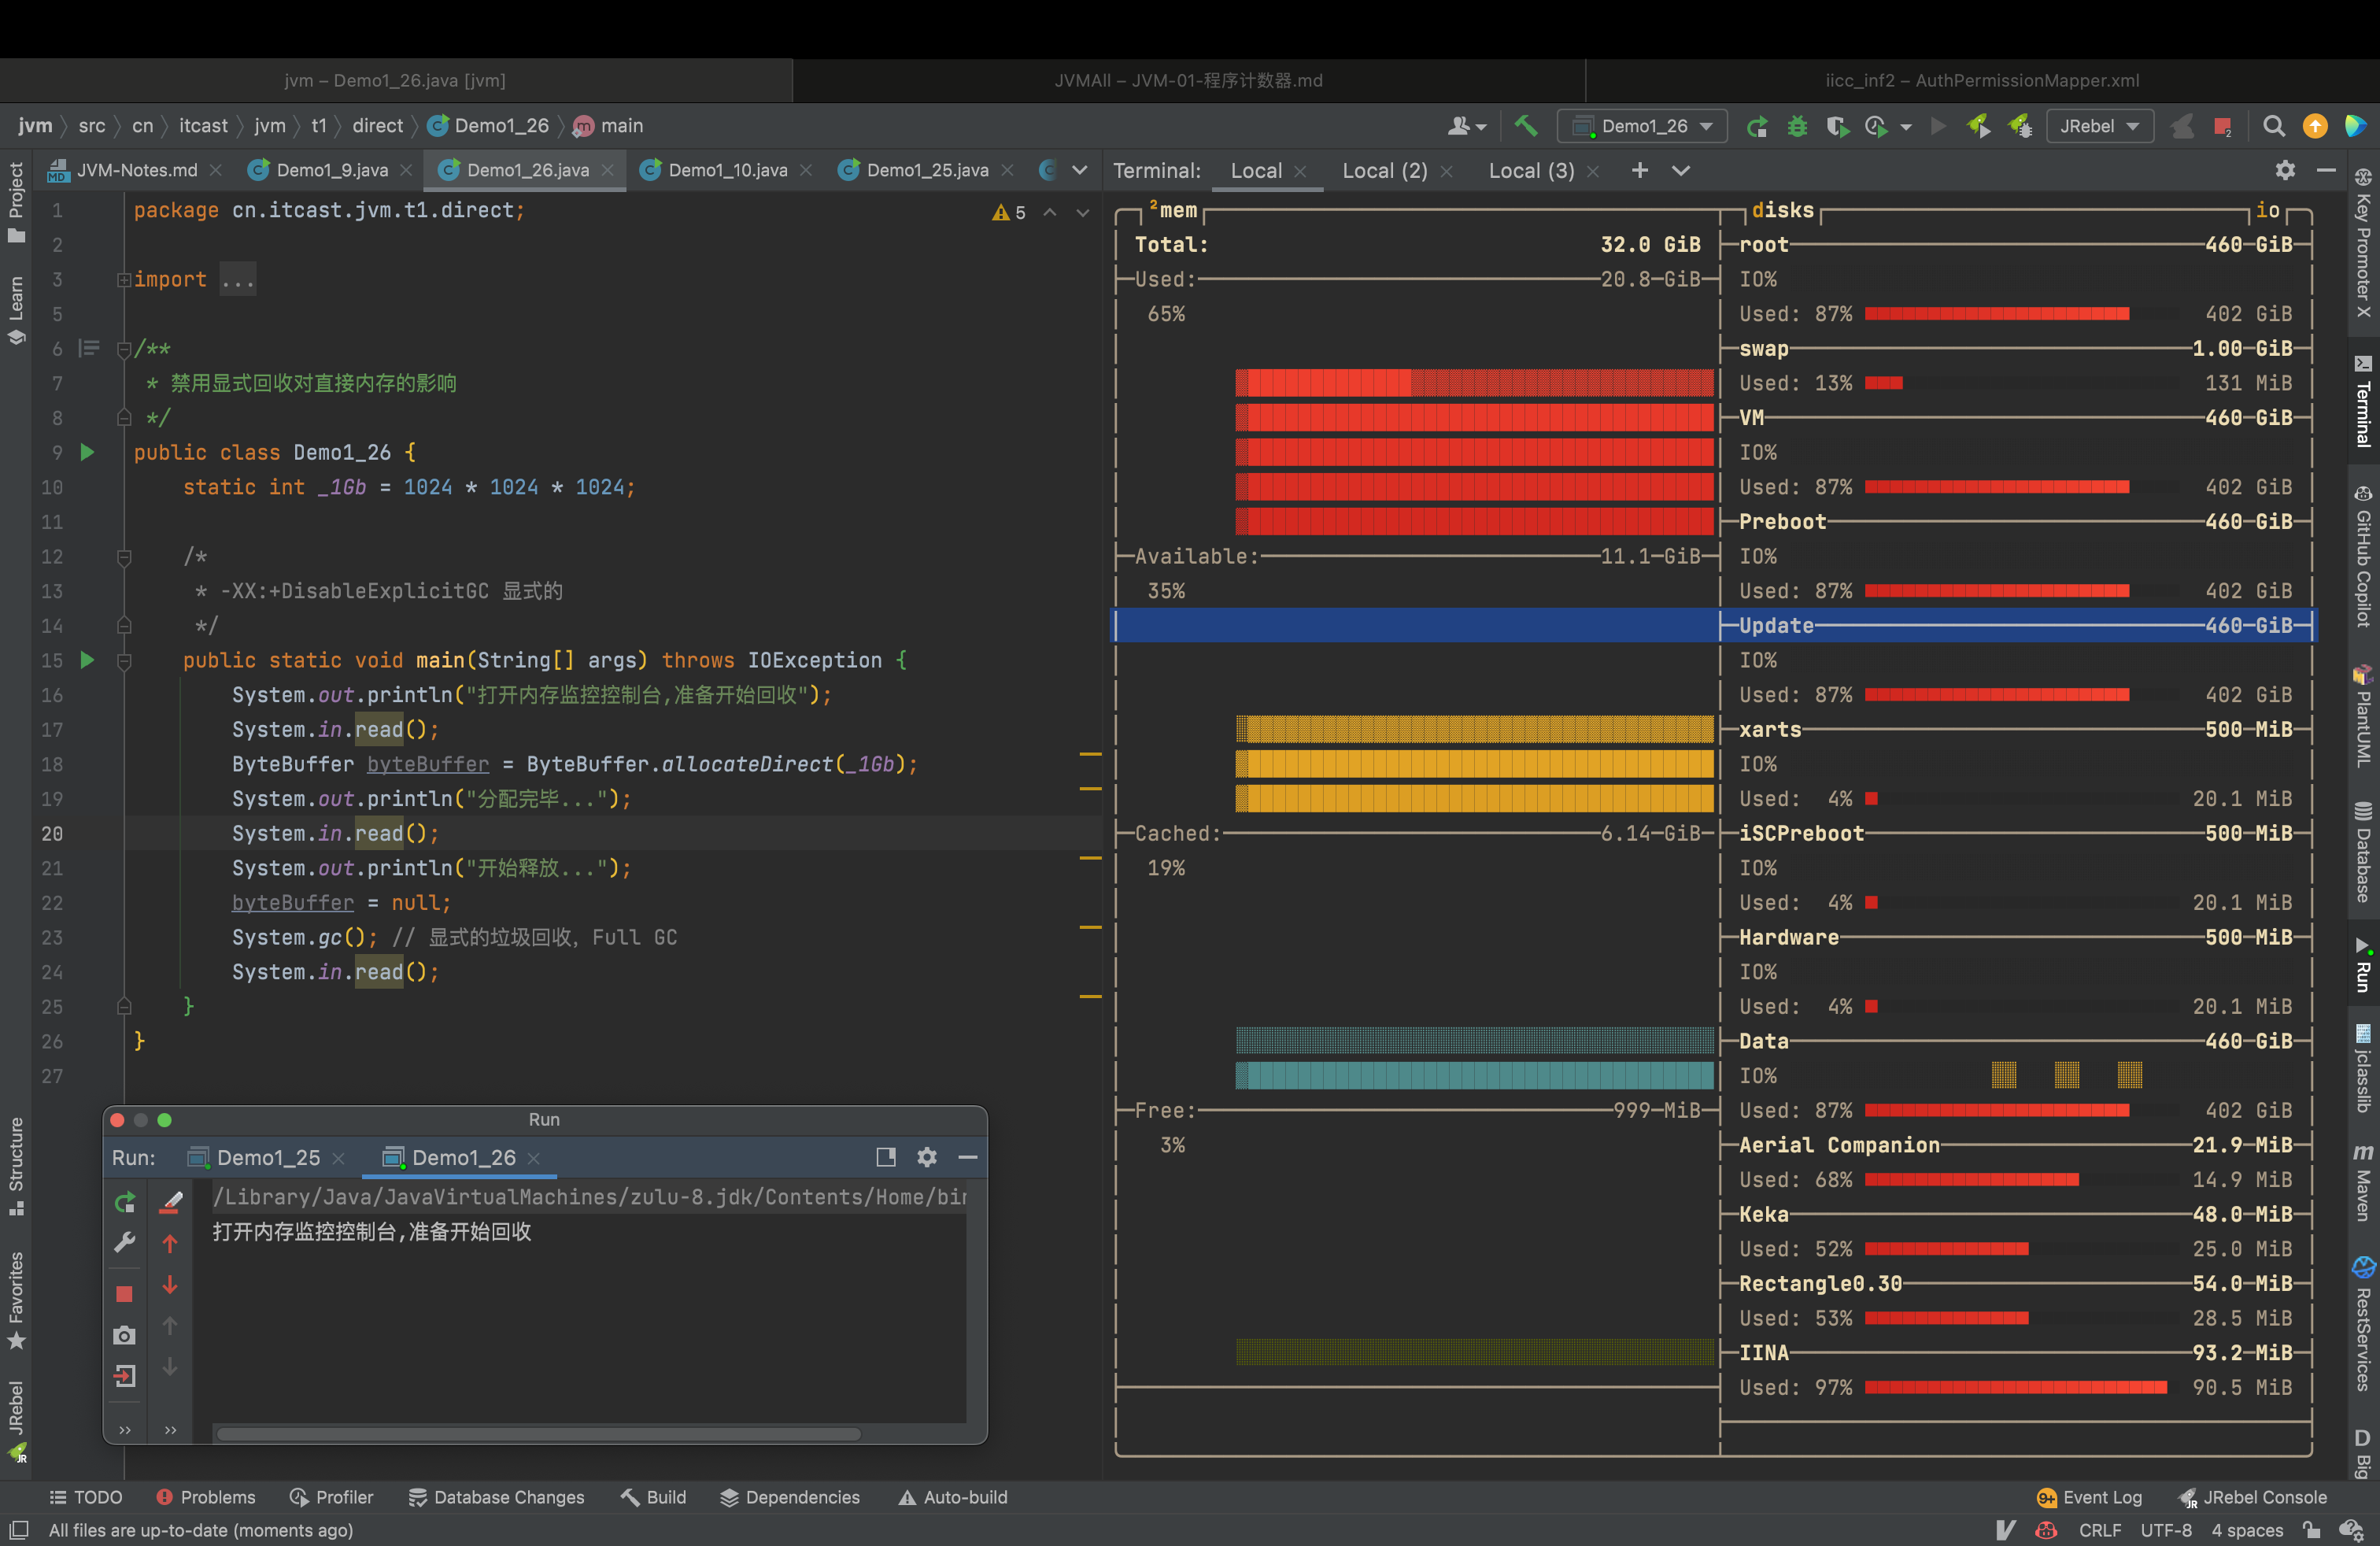 jvm – Demo1_26.java [jvm]
JVMAll – JVM-01-程序计数器.md
iicc_inf2 – AuthPermissionMapper.xml
jvm src cn itcast jvm t1 direct Demo1_26 main
Demo1_26
JRebel
JVM-Notes.md
Demo1_9.java
Demo1_26.java
Demo1_10.java
Demo1_25.java
Terminal: Local Local (2) Local (3)
Project
Learn
Structure
Favorites
JRebel
5
1 package cn.itcast.jvm.t1.direct;
2
3 import ...
5
6 /**
7 * 禁用显式回收对直接内存的影响
8 */
9 public class Demo1_26 {
10 static int _1Gb = 1024 * 1024 * 1024;
11
12 /*
13 * -XX:+DisableExplicitGC 显式的
14 */
15 public static void main(String[] args) throws IOException {
16 System.out.println("打开内存监控控制台,准备开始回收");
17 System.in.read();
18 ByteBuffer byteBuffer = ByteBuffer.allocateDirect(_1Gb);
19 System.out.println("分配完毕...");
20 System.in.read();
21 System.out.println("开始释放...");
22 byteBuffer = null;
23 System.gc(); // 显式的垃圾回收，Full GC
24 System.in.read();
25 }
26 }
27
Run
Run: Demo1_25 Demo1_26
/Library/Java/JavaVirtualMachines/zulu-8.jdk/Contents/Home/bin
打开内存监控控制台,准备开始回收
²mem
Total: 32.0 GiB
Used: 20.8 GiB
65%
Available: 11.1 GiB
35%
Cached: 6.14 GiB
19%
Free: 999 MiB
3%
disks io
root 460 GiB
IO%
Used: 87% 402 GiB
swap 1.00 GiB
Used: 13% 131 MiB
VM 460 GiB
IO%
Used: 87% 402 GiB
Preboot 460 GiB
IO%
Used: 87% 402 GiB
Update 460 GiB
IO%
Used: 87% 402 GiB
xarts 500 MiB
IO%
Used: 4% 20.1 MiB
iSCPreboot 500 MiB
IO%
Used: 4% 20.1 MiB
Hardware 500 MiB
IO%
Used: 4% 20.1 MiB
Data 460 GiB
IO%
Used: 87% 402 GiB
Aerial Companion 21.9 MiB
Used: 68% 14.9 MiB
Keka 48.0 MiB
Used: 52% 25.0 MiB
Rectangle0.30 54.0 MiB
Used: 53% 28.5 MiB
IINA 93.2 MiB
Used: 97% 90.5 MiB
Key Promoter X
Terminal
GitHub Copilot
PlantUML
Database
Run
jclasslib
Maven
RestServices
Big
TODO Problems Profiler Database Changes Build Dependencies Auto-build
9+ Event Log JRebel Console
All files are up-to-date (moments ago)
CRLF UTF-8 4 spaces